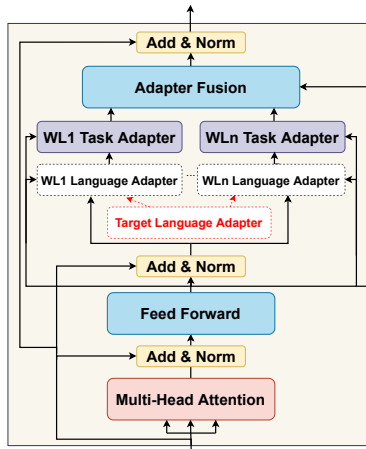 Add & Norm
Adapter Fusion
WL1 Task Adapter
WLn Task Adapter
WL1 Language Adapter
WLn Language Adapter
Target Language Adapter
Add & Norm
Feed Forward
Add & Norm
Multi-Head Attention